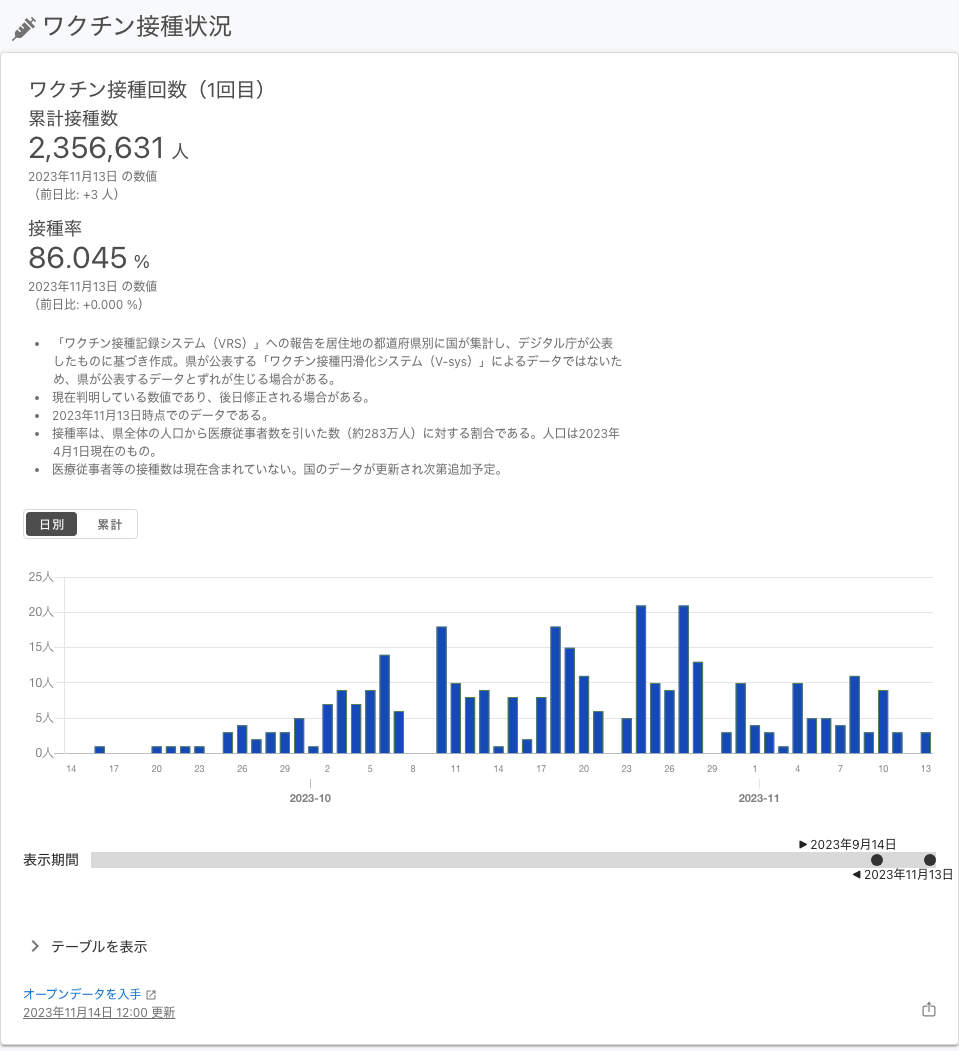 ワクチン接種状況
ワクチン接種回数（1回目）
累計接種数
2,356,631 人
2023年11月13日 の数値
（前日比: +3 人）
接種率
86.045 %
2023年11月13日 の数値
（前日比: +0.000 %）
• 「ワクチン接種記録システム（VRS）」への報告を居住地の都道府県別に国が集計し、デジタル庁が公表
したものに基づき作成。県が公表する「ワクチン接種円滑化システム（V-sys）」によるデータではないた
め、県が公表するデータとずれが生じる場合がある。
• 現在判明している数値であり、後日修正される場合がある。
• 2023年11月13日時点でのデータである。
• 接種率は、県全体の人口から医療従事者数を引いた数（約283万人）に対する割合である。人口は2023年
4月1日現在のもの。
• 医療従事者等の接種数は現在含まれていない。国のデータが更新され次第追加予定。
日別 累計
25人
20人
15人
10人
5人
0人
14 17 20 23 26 29 2 5 8 11 14 17 20 23 26 29 1 4 7 10 13
2023-10 2023-11
▶ 2023年9月14日
表示期間
◀ 2023年11月13日
テーブルを表示
オープンデータを入手
2023年11月14日 12:00 更新